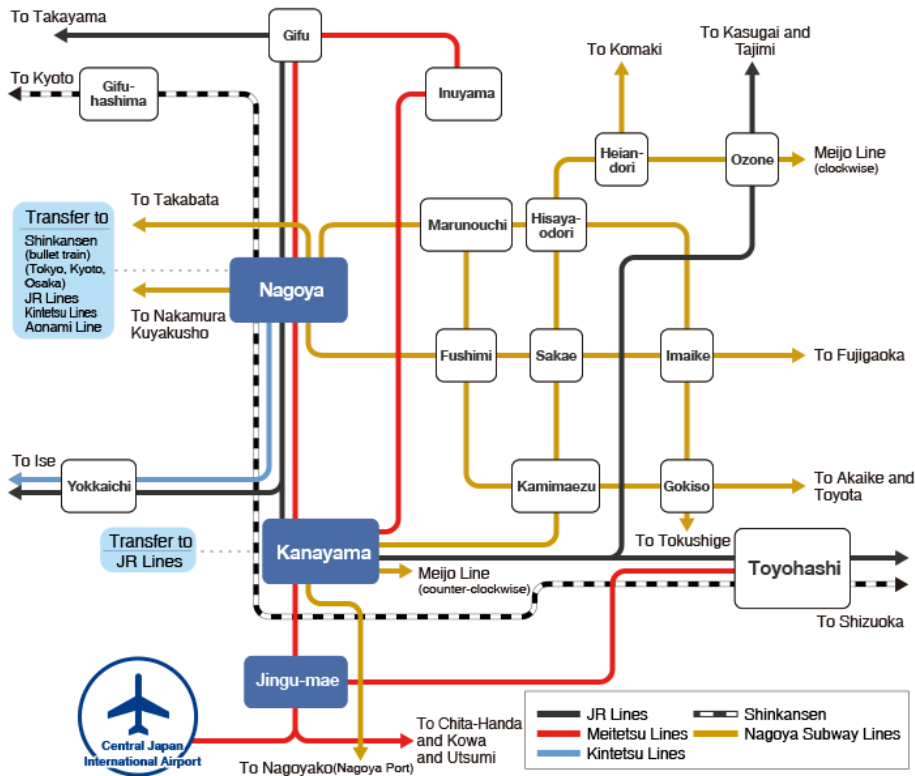 To Takayama
Gifu
To Kasugai and
Tajimi
To Komaki
To Kyoto
Gifu-
hashima
Inuyama
Heian-
dori
Ozone
Meijo Line
(clockwise)
To Takabata
Transfer to
Shinkansen
(bullet train)
(Tokyo, Kyoto,
Osaka)
JR Lines
Kintetsu Lines
Aonami Line
Marunouchi
Hisaya-
odori
Nagoya
To Nakamura
Kuyakusho
Fushimi
Sakae
Imaike
To Fujigaoka
To Ise
Yokkaichi
Kamimaezu
Gokiso
To Akaike and
Toyota
Transfer to
JR Lines
Kanayama
To Tokushige
Meijo Line
(counter-clockwise)
Toyohashi
To Shizuoka
Jingu-mae
Central Japan
International Airport
To Chita-Handa
and Kowa
and Utsumi
To Nagoyako(Nagoya Port)
JR Lines
Shinkansen
Meitetsu Lines
Nagoya Subway Lines
Kintetsu Lines